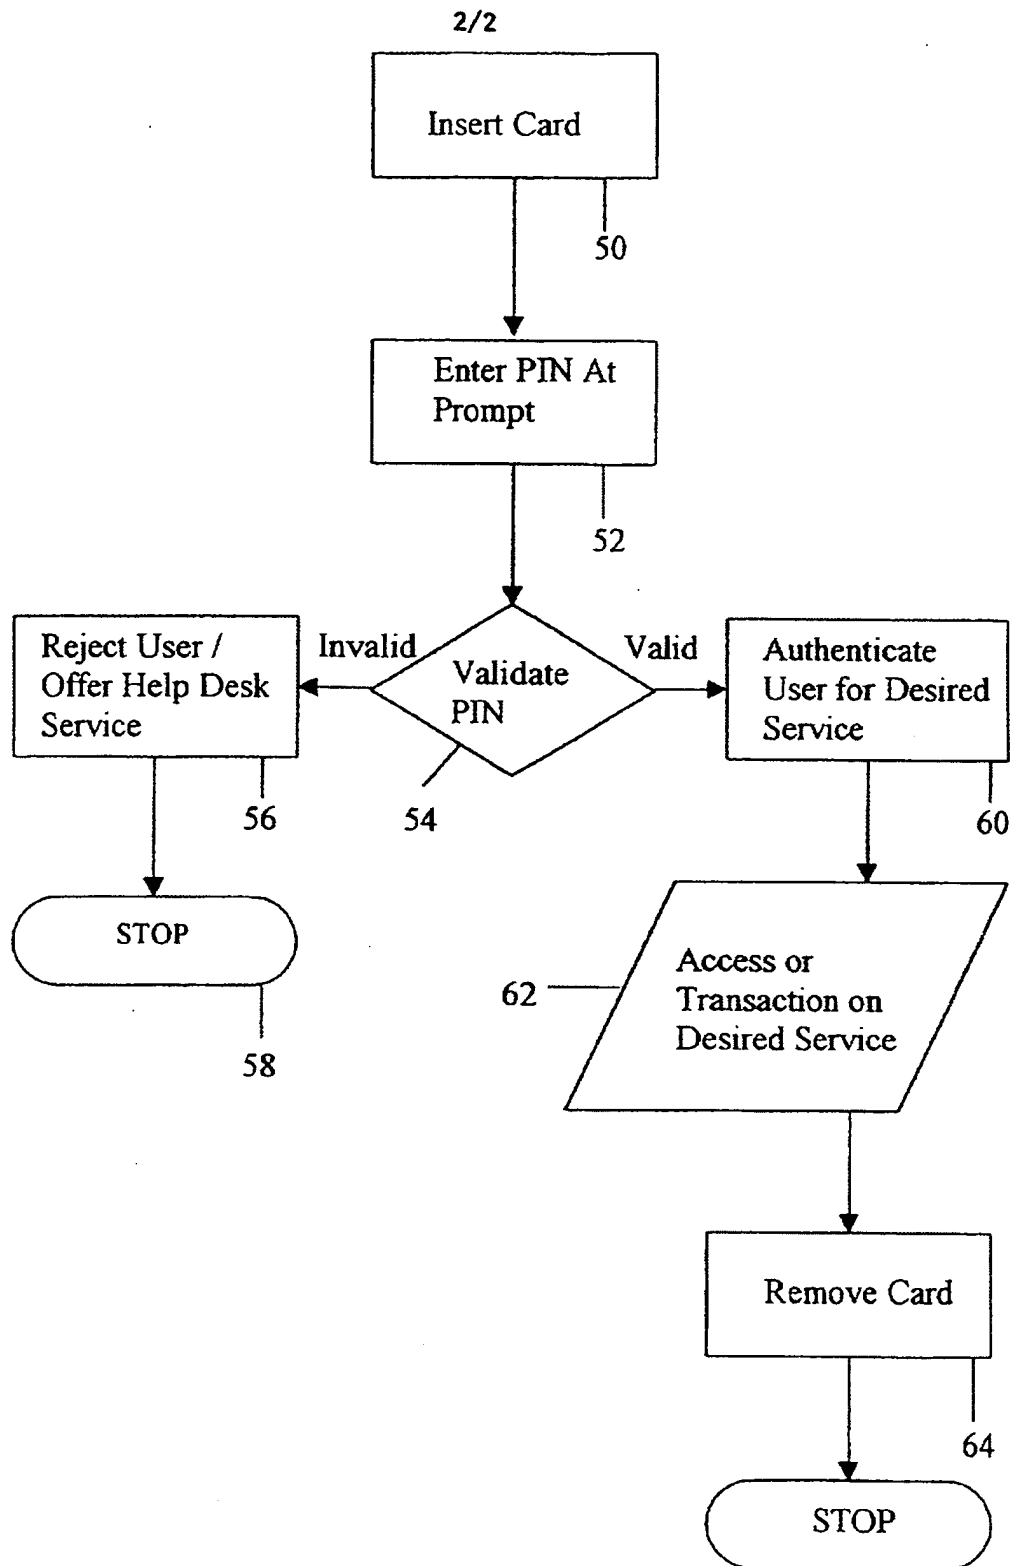 2/2
Insert Card
50
Enter PIN At
Prompt
52
Invalid
Validate
PIN
Valid
54
Reject User /
Offer Help Desk
Service
56
STOP
58
Authenticate
User for Desired
Service
60
Access or
Transaction on
Desired Service
62
Remove Card
64
STOP